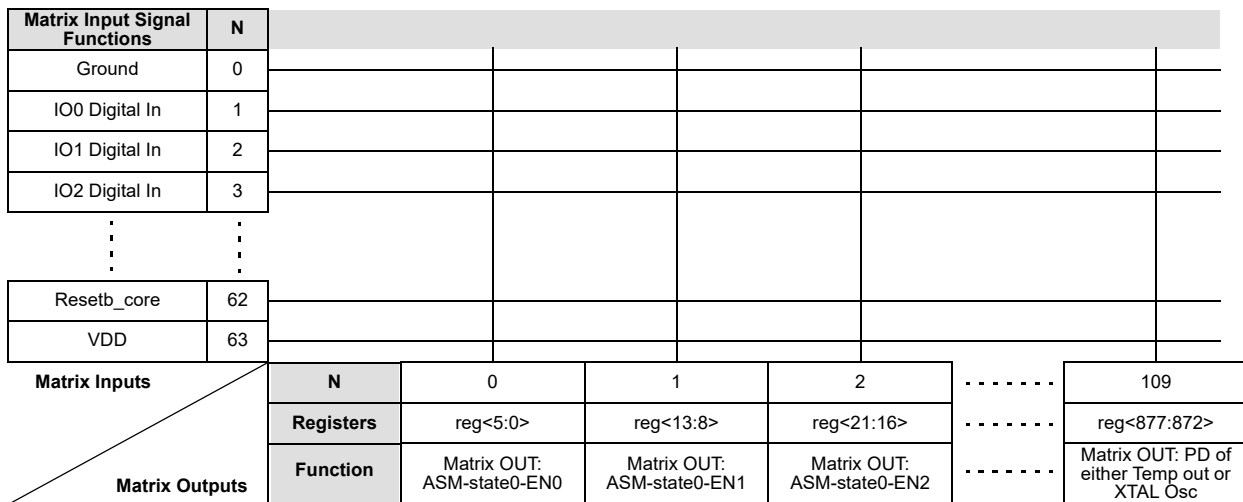 Matrix Input Signal
Functions
N
Ground
0
IO0 Digital In
1
IO1 Digital In
2
IO2 Digital In
3
Resetb_core
62
VDD
63
Matrix Inputs
Matrix Outputs
N
0
1
2
109
Registers
reg<5:0>
reg<13:8>
reg<21:16>
reg<877:872>
Function
Matrix OUT:
ASM-state0-EN0
Matrix OUT:
ASM-state0-EN1
Matrix OUT:
ASM-state0-EN2
Matrix OUT: PD of
either Temp out or
XTAL Osc